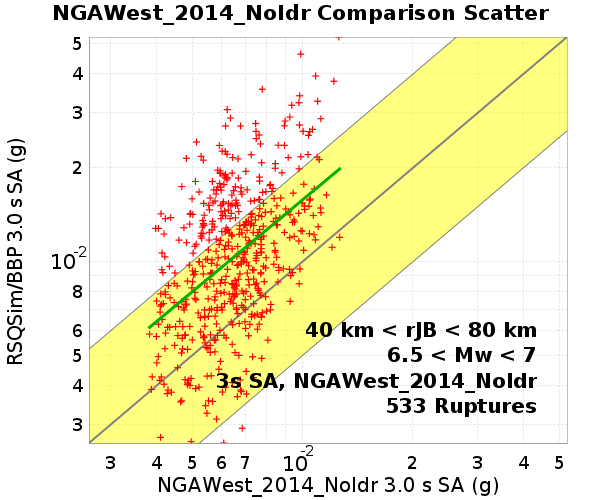 NGAWest_2014_NoIdr Comparison Scatter
RSQSim/BBP 3.0 s SA (g)
5
4
3
2
10-2
8
6
5
4
3
40 km < rJB < 80 km
6.5 < Mw < 7
3s SA, NGAWest_2014_NoIdr
533 Ruptures
3 4 5 6 7 10-2 2 3 4 5
NGAWest_2014_NoIdr 3.0 s SA (g)